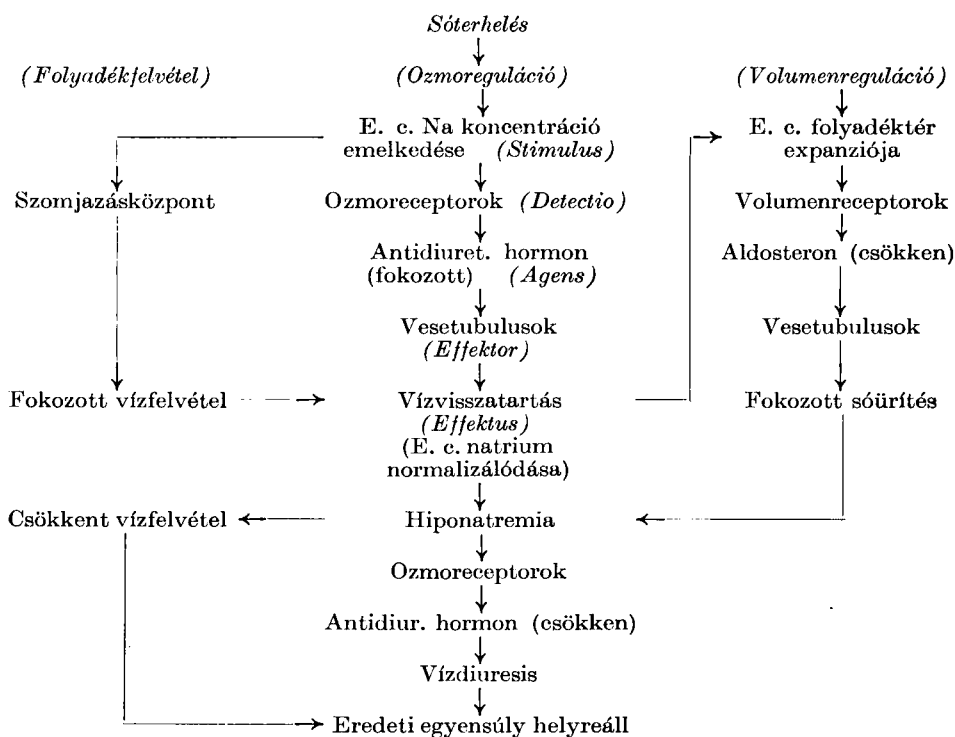 Sóterhelés
(Folyadékfelvétel) (Ozmoreguláció) (Volumenreguláció)
E. c. Na koncentráció emelkedése (Stimulus)
E. c. folyadéktér expanziója
Szomjazásközpont Ozmoreceptorok (Detectio) Volumenreceptorok
Antidiuret. hormon
(fokozott) (Agens)
Aldosteron (csökken)
Vesetubulusok
(Effektor)
Vesetubulusok
Fokozott vízfelvétel Vízvisszatartás Fokozott sóürítés
(Effektus)
(E. c. natrium
normalizálódása)
Csökkent vízfelvétel Hiponatremia
Ozmoreceptorok
Antidiur. hormon (csökken)
Vízdiuresis
Eredeti egyensúly helyreáll